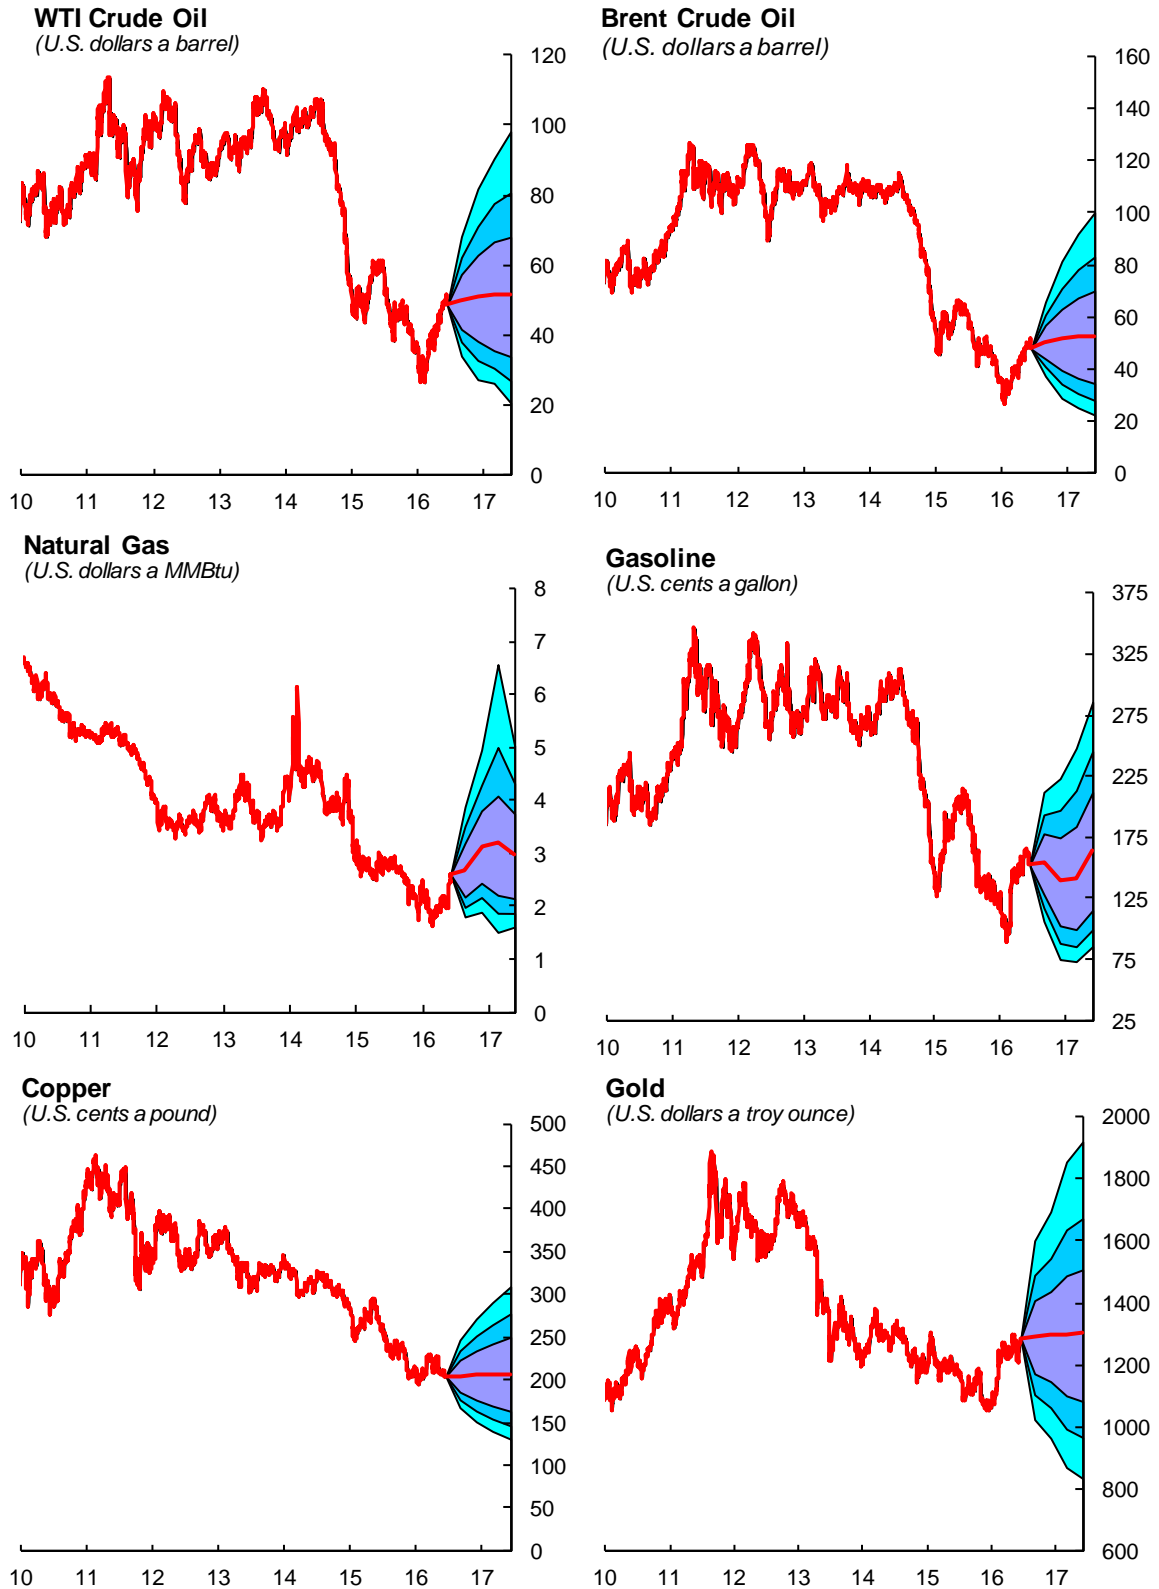 WTI Crude Oil
(U.S. dollars a barrel)
120
100
80
60
40
20
0
10 11 12 13 14 15 16 17
Brent Crude Oil
(U.S. dollars a barrel)
160
140
120
100
80
60
40
20
0
10 11 12 13 14 15 16 17
Natural Gas
(U.S. dollars a MMBtu)
8
7
6
5
4
3
2
1
0
10 11 12 13 14 15 16 17
Gasoline
(U.S. cents a gallon)
375
325
275
225
175
125
75
25
10 11 12 13 14 15 16 17
Copper
(U.S. cents a pound)
500
450
400
350
300
250
200
150
100
50
0
10 11 12 13 14 15 16 17
Gold
(U.S. dollars a troy ounce)
2000
1800
1600
1400
1200
1000
800
600
10 11 12 13 14 15 16 17